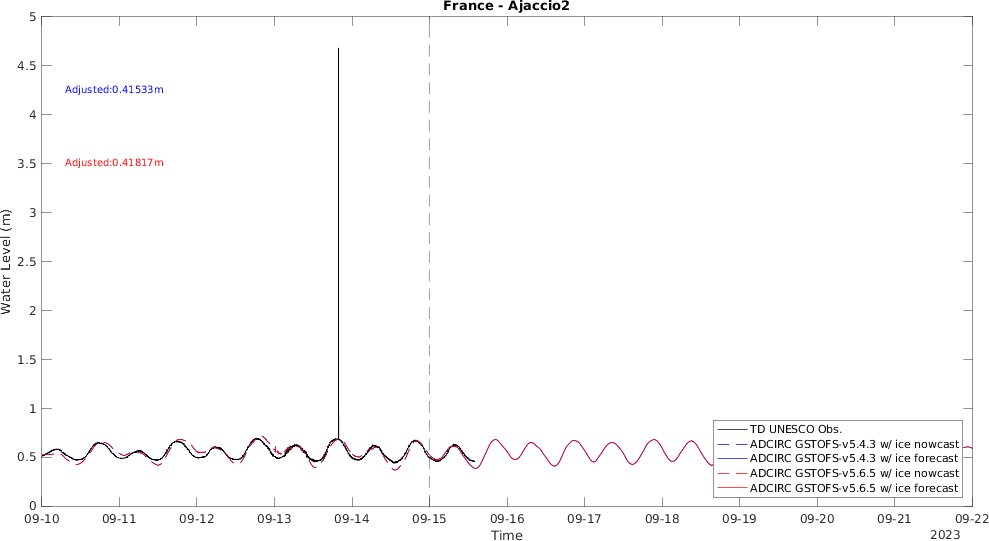 France - Ajaccio2
5
4.5
4
3.5
3
2.5
2
1.5
1
0.5
0
Water Level (m)
Adjusted:0.41533m
Adjusted:0.41817m
TD UNESCO Obs.
ADCIRC GSTOFS-v5.4.3 w/ ice nowcast
ADCIRC GSTOFS-v5.4.3 w/ ice forecast
ADCIRC GSTOFS-v5.6.5 w/ ice nowcast
ADCIRC GSTOFS-v5.6.5 w/ ice forecast
09-10 09-11 09-12 09-13 09-14 09-15 09-16 09-17 09-18 09-19 09-20 09-21 09-22
Time
2023